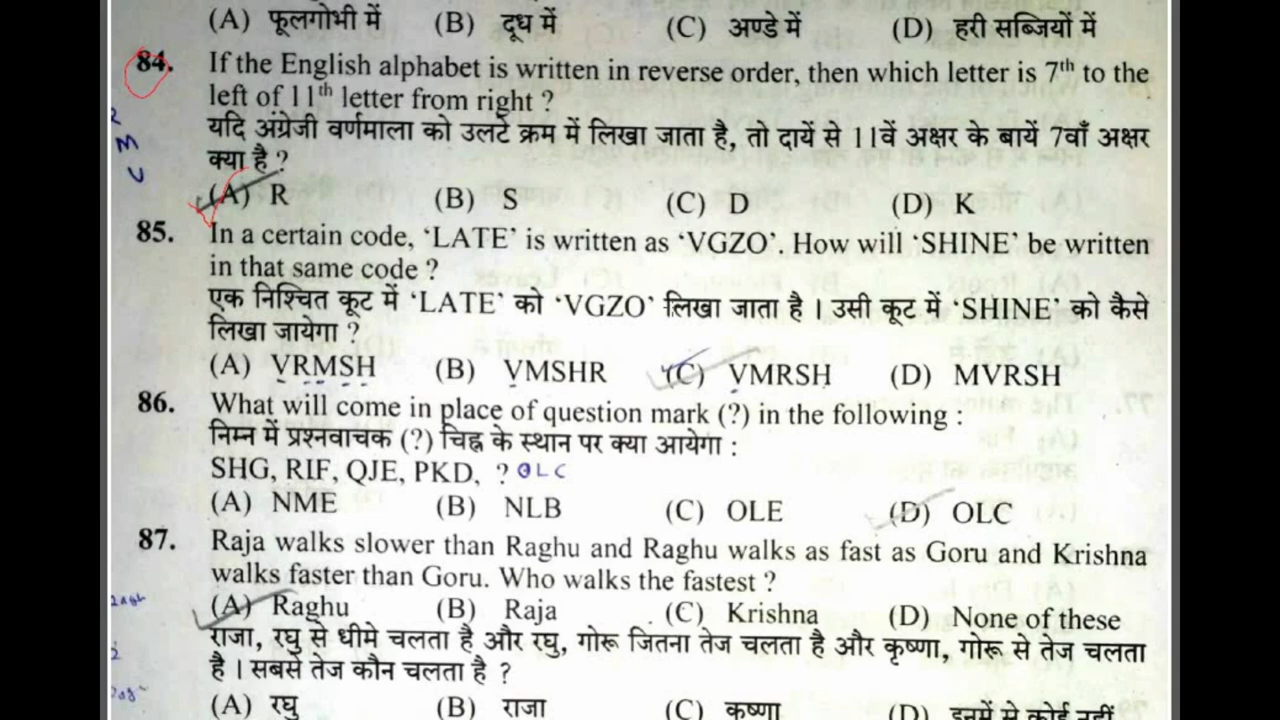 (A) फूलगोभी में (B) दूध में (C) अण्डे में (D) हरी सब्जियों में
84. If the English alphabet is written in reverse order, then which letter is 7th to the
left of 11th letter from right ?
यदि अंग्रेजी वर्णमाला को उलटे क्रम में लिखा जाता है, तो दायें से 11वें अक्षर के बायें 7वाँ अक्षर
क्या है ?
(A) R (B) S (C) D (D) K
85. In a certain code, ‘LATE’ is written as ‘VGZO’. How will ‘SHINE’ be written
in that same code ?
एक निश्चित कूट में ‘LATE’ को ‘VGZO’ लिखा जाता है । उसी कूट में ‘SHINE’ को कैसे
लिखा जायेगा ?
(A) VRMSH (B) VMSHR (C) VMRSH (D) MVRSH
86. What will come in place of question mark (?) in the following :
निम्न में प्रश्नवाचक (?) चिह्न के स्थान पर क्या आयेगा :
SHG, RIF, QJE, PKD, ? OLC
(A) NME (B) NLB (C) OLE (D) OLC
87. Raja walks slower than Raghu and Raghu walks as fast as Goru and Krishna
walks faster than Goru. Who walks the fastest ?
(A) Raghu (B) Raja (C) Krishna (D) None of these
राजा, रघु से धीमे चलता है और रघु, गोरू जितना तेज चलता है और कृष्णा, गोरू से तेज चलता
है । सबसे तेज कौन चलता है ?
(A) रघु (B) राजा (C) कृष्णा (D) इनमें से कोई नहीं